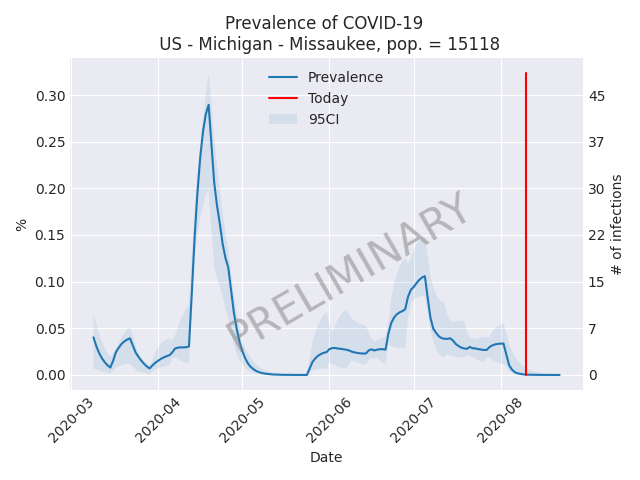 Prevalence of COVID-19
US - Michigan - Missaukee, pop. = 15118
Prevalence
Today
95CI
PRELIMINARY
%
0.30
0.25
0.20
0.15
0.10
0.05
0.00
45
37
30
22
15
7
0
# of infections
2020-03
2020-04
2020-05
2020-06
2020-07
2020-08
Date